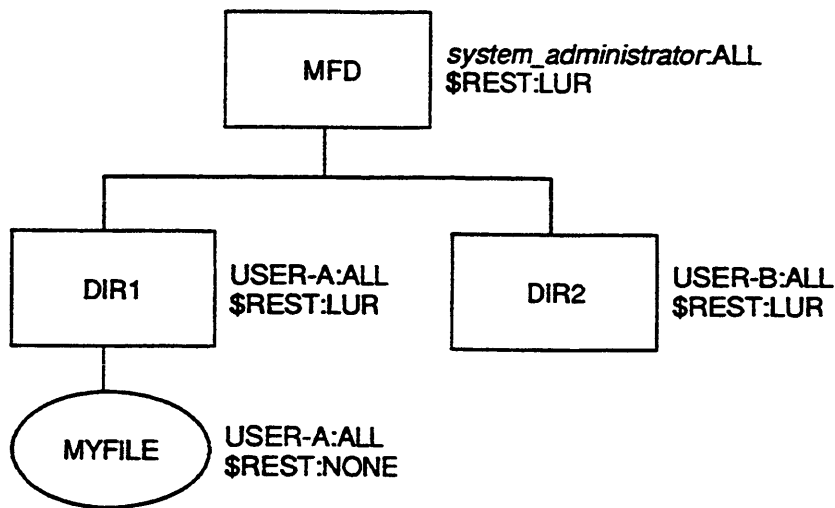 MFD
system_administrator:ALL
$REST:LUR
DIR1
USER-A:ALL
$REST:LUR
DIR2
USER-B:ALL
$REST:LUR
MYFILE
USER-A:ALL
$REST:NONE